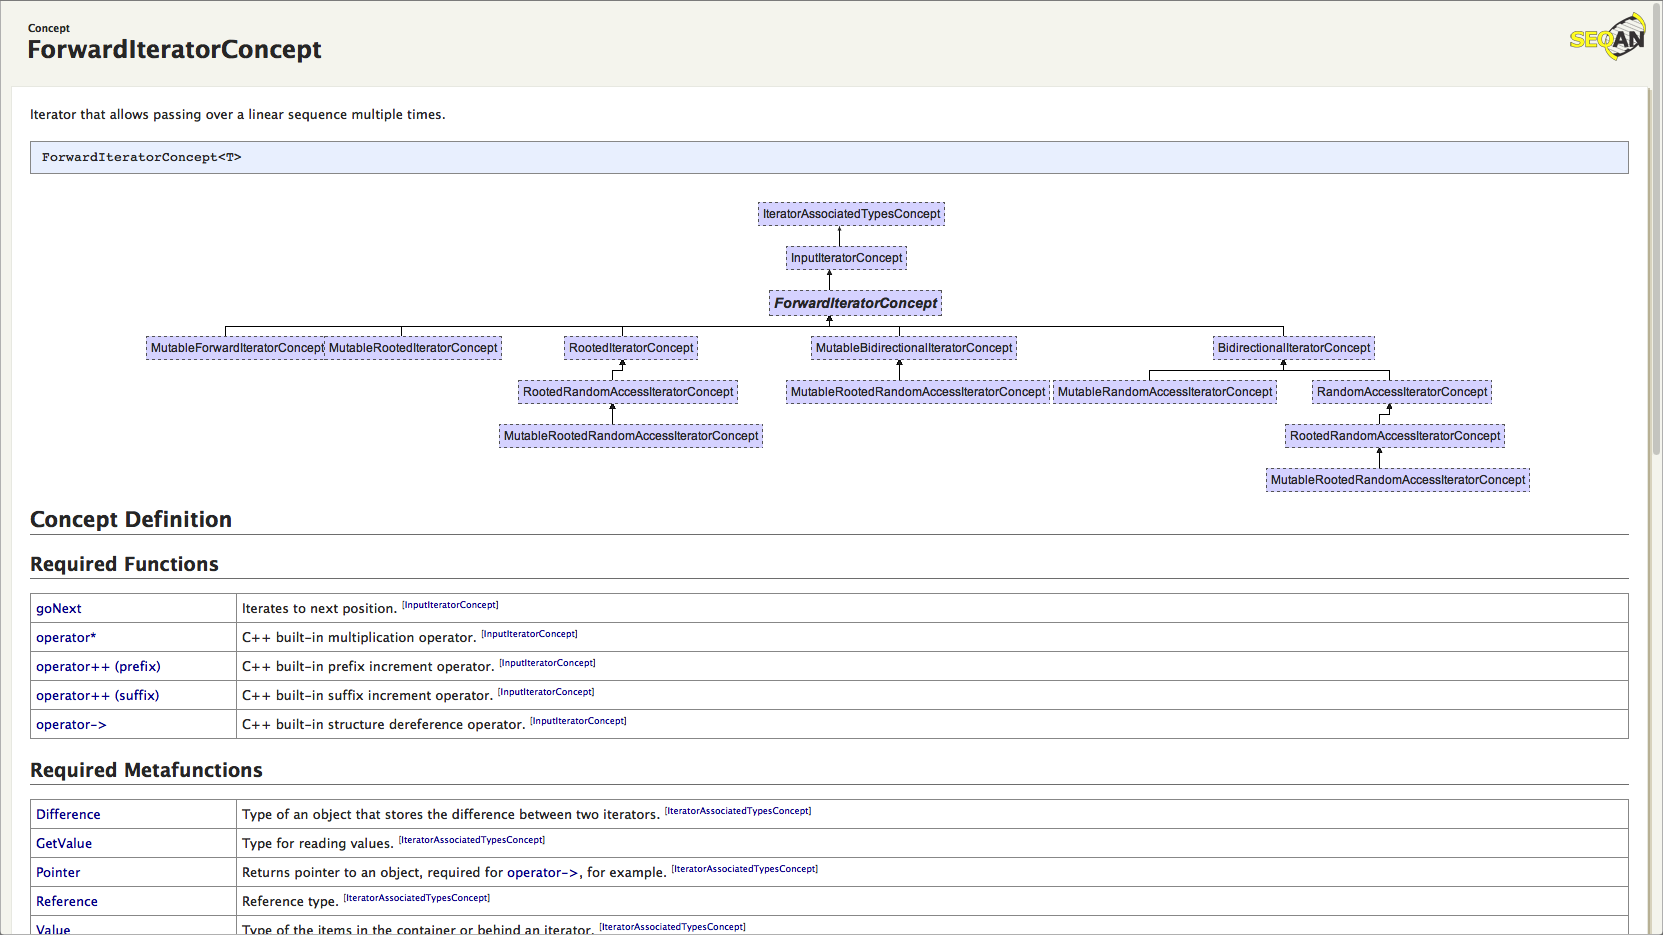 Concept
ForwardIteratorConcept
SEQAN
Iterator that allows passing over a linear sequence multiple times.
ForwardIteratorConcept<T>
IteratorAssociatedTypesConcept
InputIteratorConcept
ForwardIteratorConcept
MutableForwardIteratorConcept MutableRootedIteratorConcept RootedIteratorConcept MutableBidirectionalIteratorConcept BidirectionalIteratorConcept
RootedRandomAccessIteratorConcept MutableRootedRandomAccessIteratorConcept MutableRandomAccessIteratorConcept RandomAccessIteratorConcept
MutableRootedRandomAccessIteratorConcept RootedRandomAccessIteratorConcept
MutableRootedRandomAccessIteratorConcept
Concept Definition
Required Functions
goNext Iterates to next position. [InputIteratorConcept]
operator* C++ built-in multiplication operator. [InputIteratorConcept]
operator++ (prefix) C++ built-in prefix increment operator. [InputIteratorConcept]
operator++ (suffix) C++ built-in suffix increment operator. [InputIteratorConcept]
operator-> C++ built-in structure dereference operator. [InputIteratorConcept]
Required Metafunctions
Difference Type of an object that stores the difference between two iterators. [IteratorAssociatedTypesConcept]
GetValue Type for reading values. [IteratorAssociatedTypesConcept]
Pointer Returns pointer to an object, required for operator->, for example. [IteratorAssociatedTypesConcept]
Reference Reference type. [IteratorAssociatedTypesConcept]
Value Type of the items in the container or behind an iterator. [IteratorAssociatedTypesConcept]